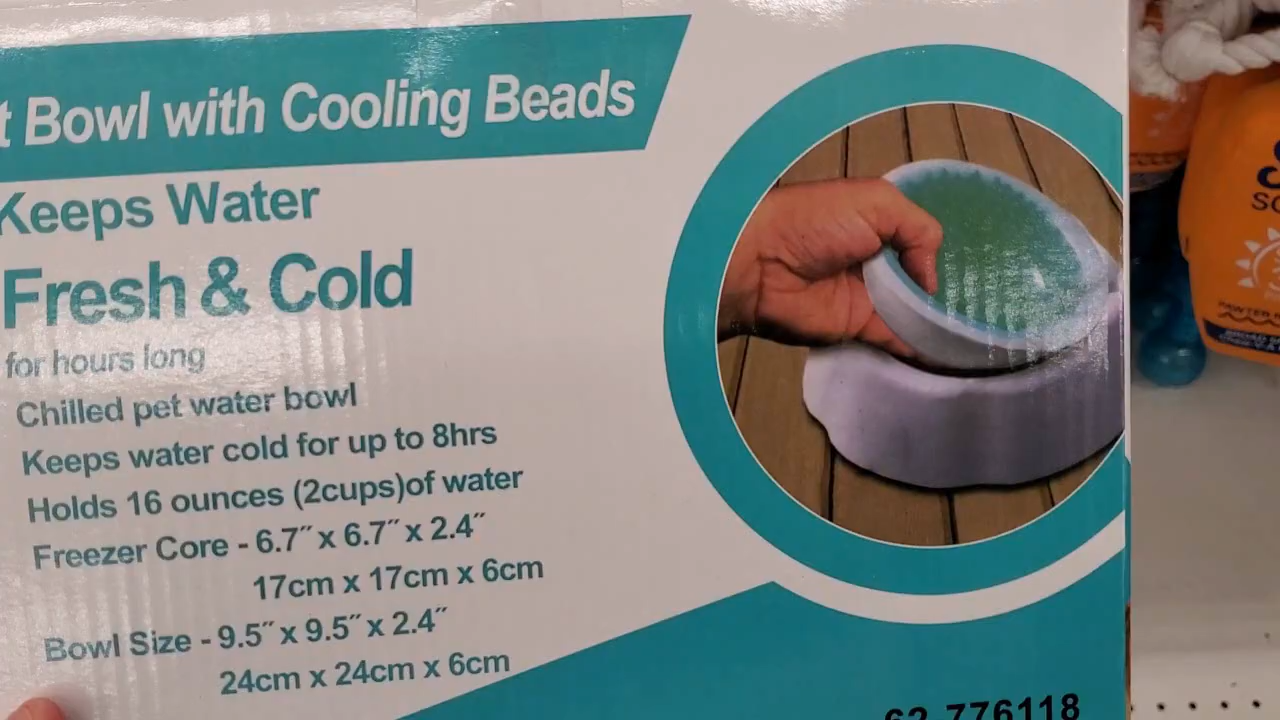 t Bowl with Cooling Beads
Keeps Water
Fresh & Cold
for hours long
Chilled pet water bowl
Keeps water cold for up to 8hrs
Holds 16 ounces (2cups)of water
Freezer Core - 6.7″ x 6.7″ x 2.4″
17cm x 17cm x 6cm
Bowl Size - 9.5″ x 9.5″ x 2.4″
24cm x 24cm x 6cm
62-776118